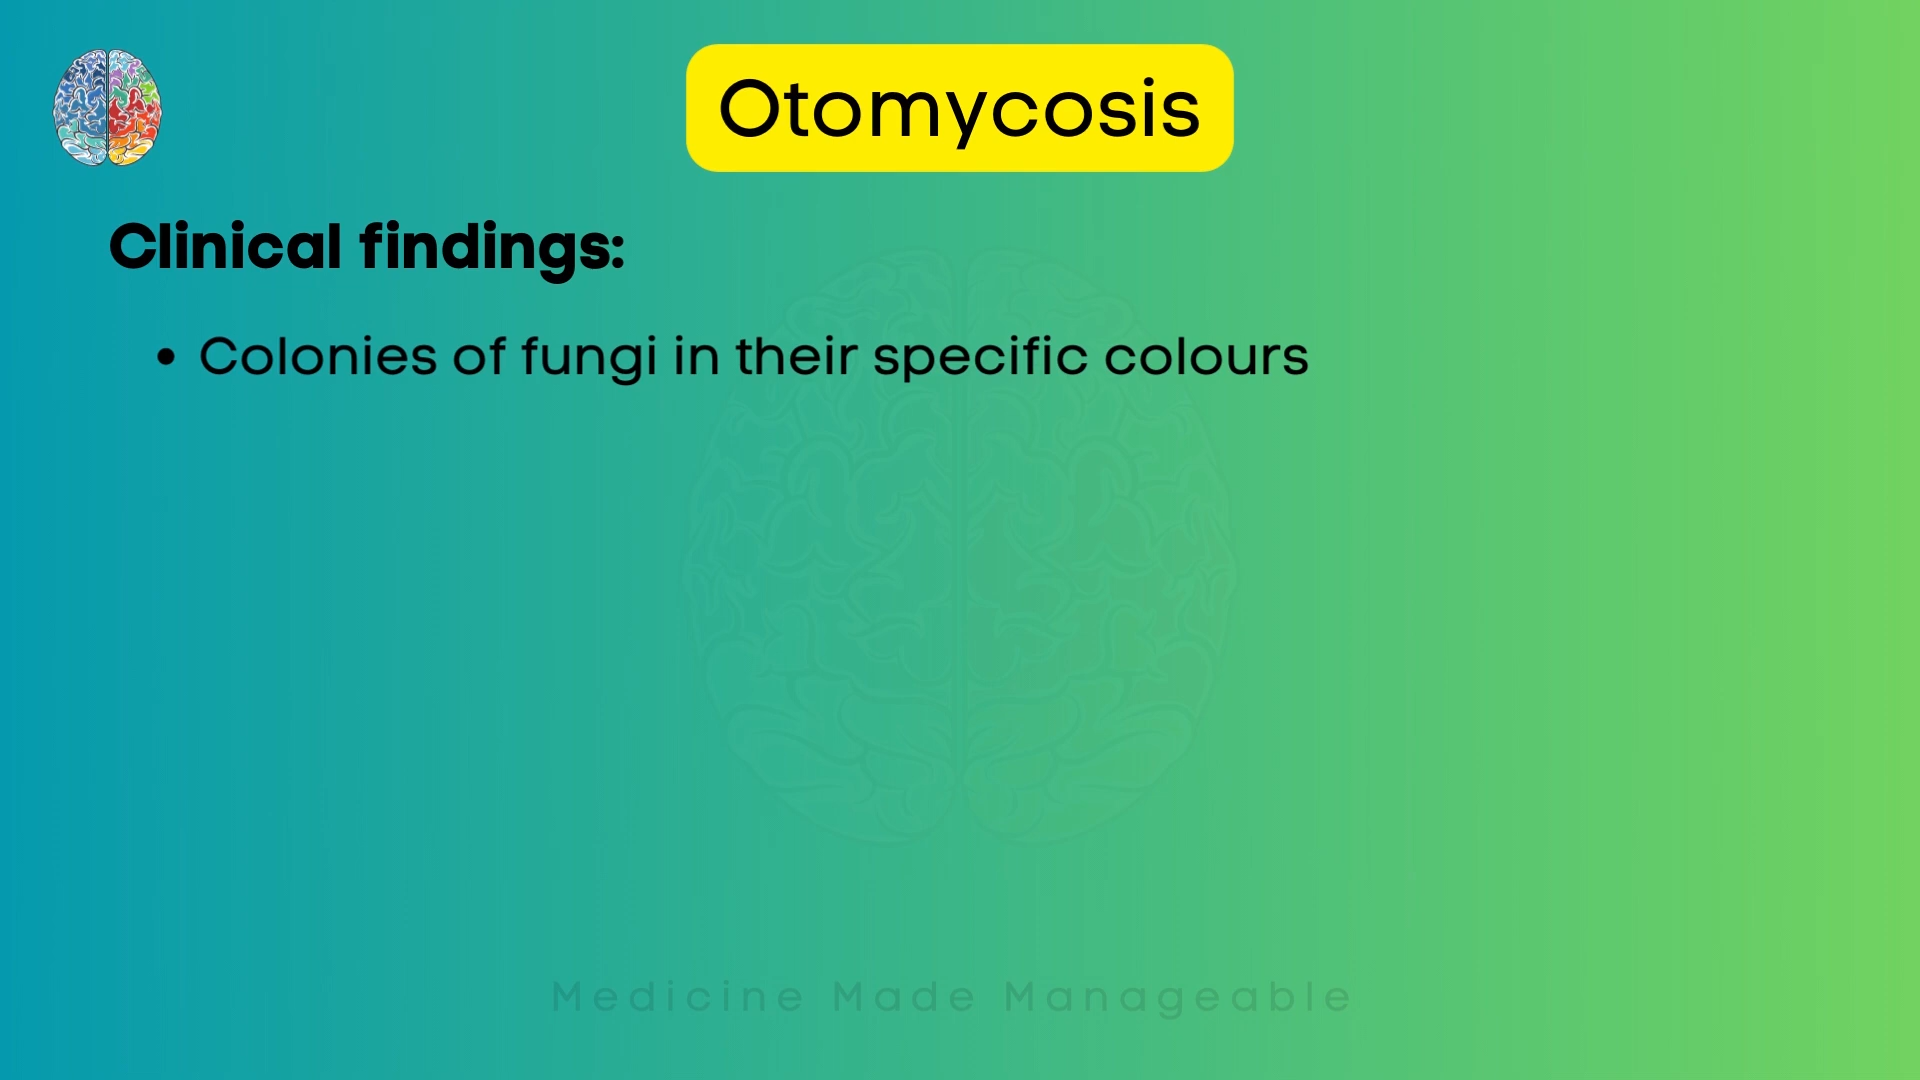 Otomycosis
Clinical findings:
• Colonies of fungi in their specific colours
Medicine Made Manageable